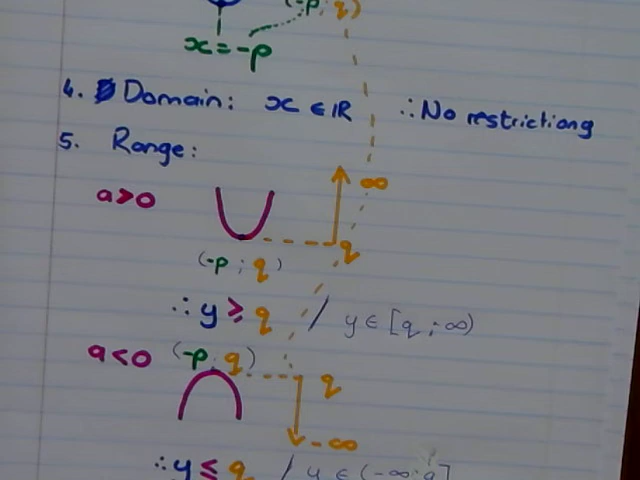 (-p; q)
x = -p
4. Domain: x ∈ ℝ ∴ No restrictions
5. Range:
a>0
∞
q
(-p ; q)
∴ y ≥ q / y ∈ [q ; ∞)
a<0 (-p; q)
q
-∞
∴ y ≤ q / y ∈ (-∞; q]